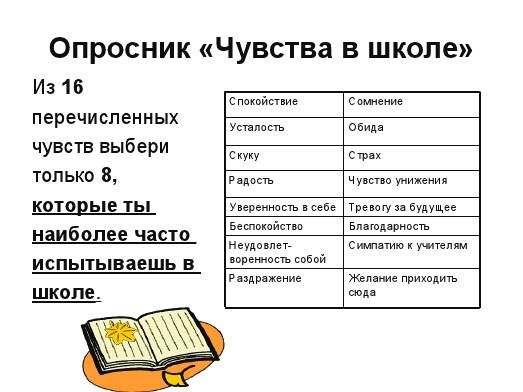 Опросник «Чувства в школе»
Из 16
перечисленных
чувств выбери
только 8,
которые ты
наиболее часто
испытываешь в
школе.
Спокойствие Сомнение
Усталость Обида
Скуку Страх
Радость Чувство унижения
Уверенность в себе Тревогу за будущее
Беспокойство Благодарность
Неудовлет- Симпатию к учителям
воренность собой
Раздражение Желание приходить
сюда